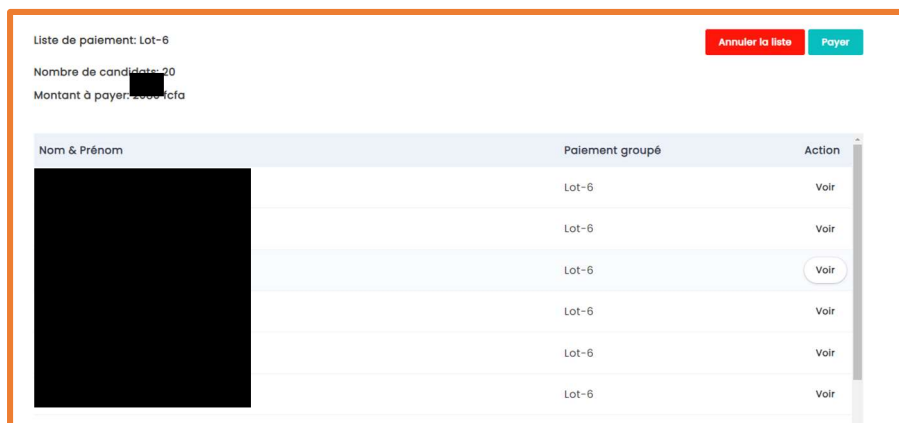 Liste de paiement: Lot-6
Annuler la liste
Payer
Nombre de candidats: 20
Montant à payer: fcfa
Nom & Prénom
Paiement groupé
Action
Lot-6
Voir
Lot-6
Voir
Lot-6
Voir
Lot-6
Voir
Lot-6
Voir
Lot-6
Voir